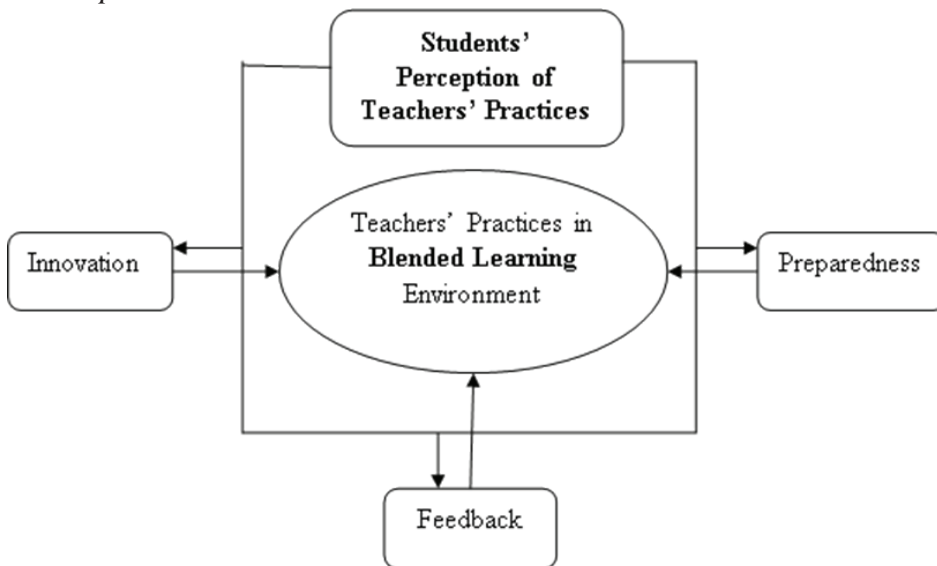 Students’
Perception of
Teachers’ Practices
Teachers’ Practices in
Blended Learning
Environment
Innovation
Preparedness
Feedback